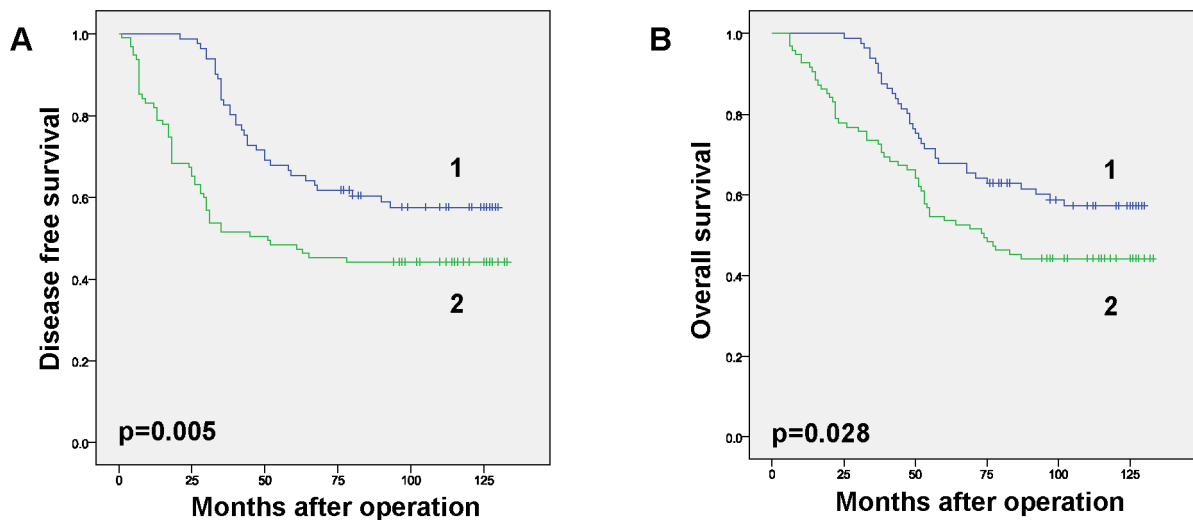 A
Disease free survival
1.0
0.8
0.6
0.4
0.2
0.0
1
2
p=0.005
0 25 50 75 100 125
Months after operation
B
Overall survival
1.0
0.8
0.6
0.4
0.2
0.0
1
2
p=0.028
0 25 50 75 100 125
Months after operation